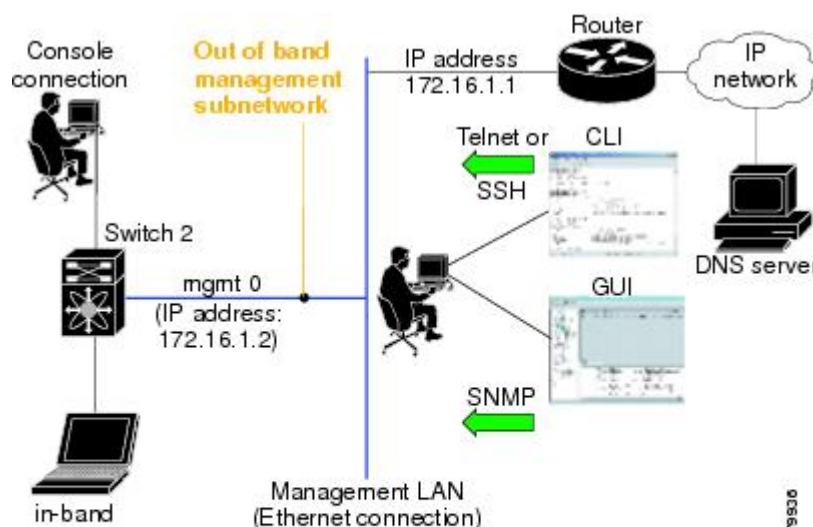 Console
connection
Out of band
management
subnetwork
IP address
172.16.1.1
Router
IP
network
Telnet or
SSH
CLI
Switch 2
mgmt 0
(IP address:
172.16.1.2)
DNS server
GUI
SNMP
in-band
Management LAN
(Ethernet connection)